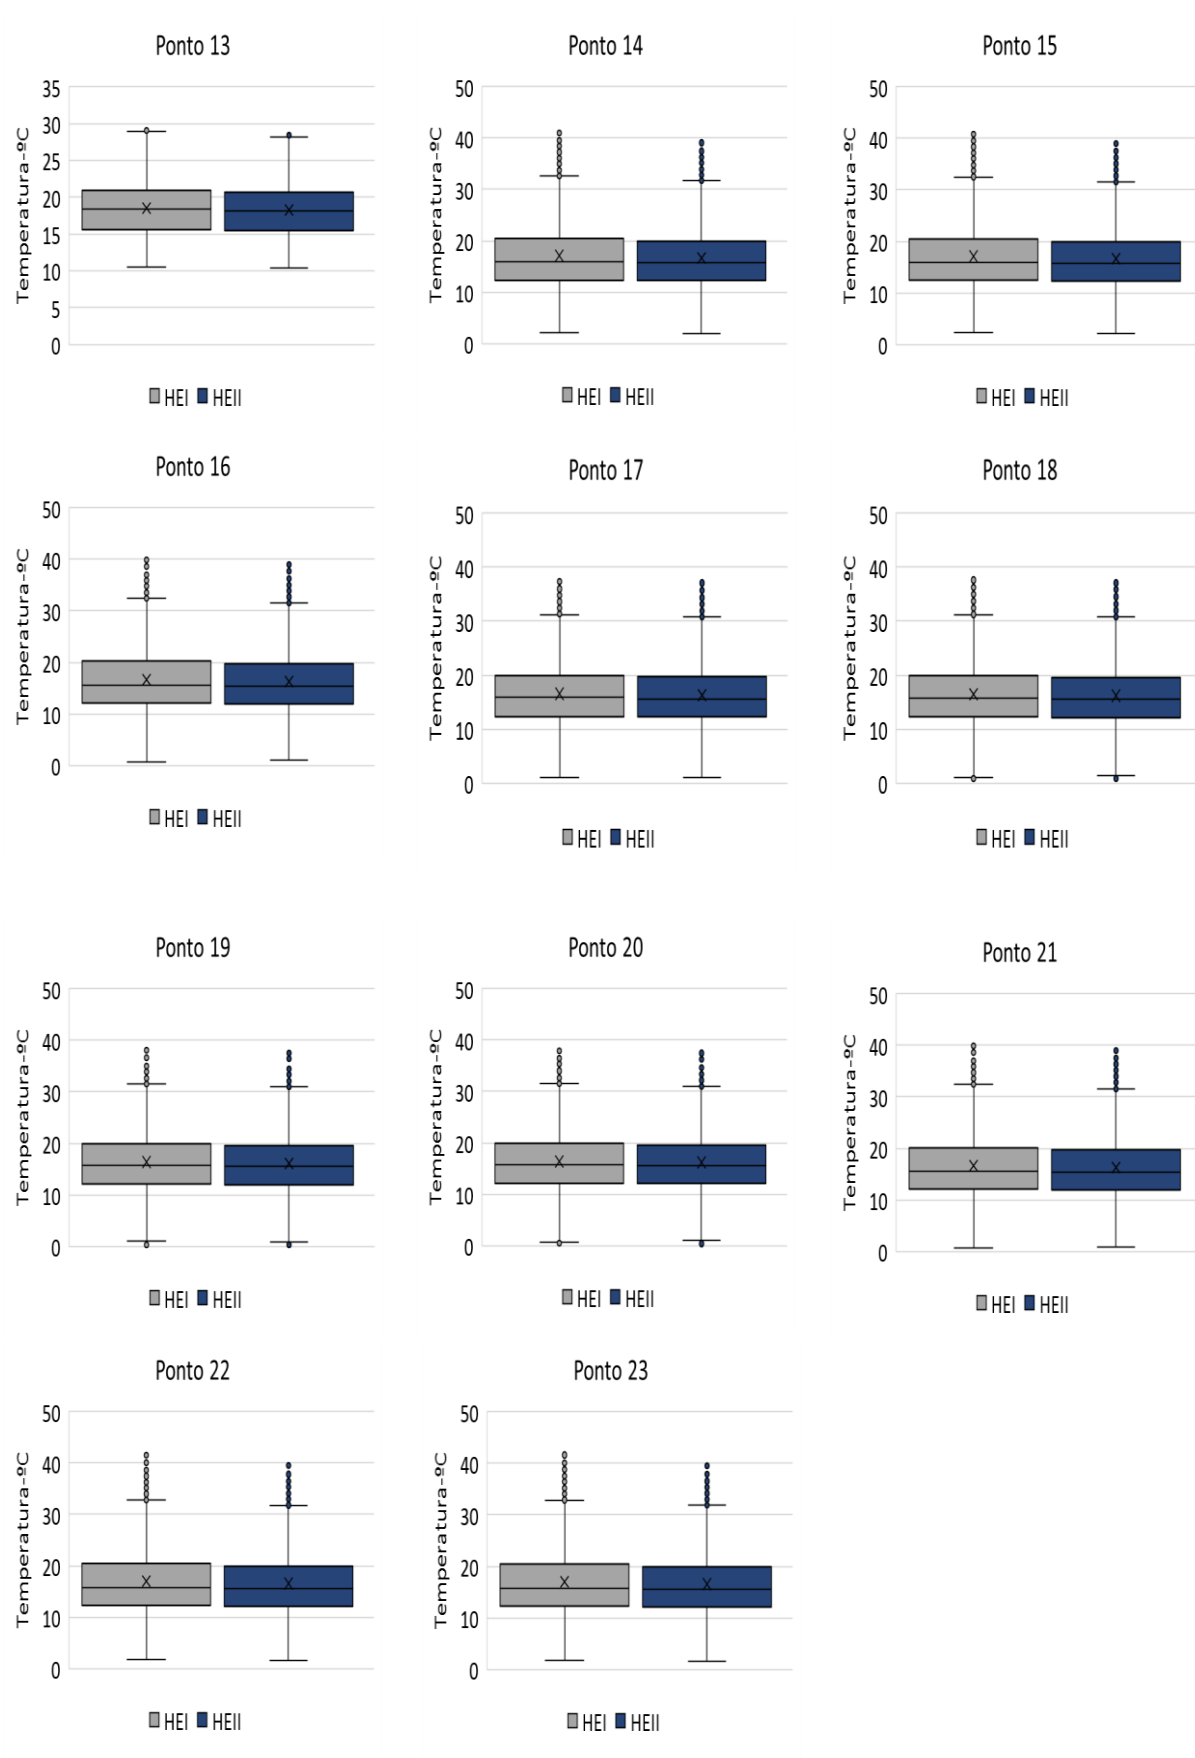 Ponto 13
Temperatura-ºC
35
30
25
20
15
10
5
0
HEI HEII
Ponto 14
Temperatura-ºC
50
40
30
20
10
0
HEI HEII
Ponto 15
Temperatura-ºC
50
40
30
20
10
0
HEI HEII
Ponto 16
Temperatura-ºC
50
40
30
20
10
0
HEI HEII
Ponto 17
Temperatura-ºC
50
40
30
20
10
0
HEI HEII
Ponto 18
Temperatura-ºC
50
40
30
20
10
0
HEI HEII
Ponto 19
Temperatura-ºC
50
40
30
20
10
0
HEI HEII
Ponto 20
Temperatura-ºC
50
40
30
20
10
0
HEI HEII
Ponto 21
Temperatura-ºC
50
40
30
20
10
0
HEI HEII
Ponto 22
Temperatura-ºC
50
40
30
20
10
0
HEI HEII
Ponto 23
Temperatura-ºC
50
40
30
20
10
0
HEI HEII